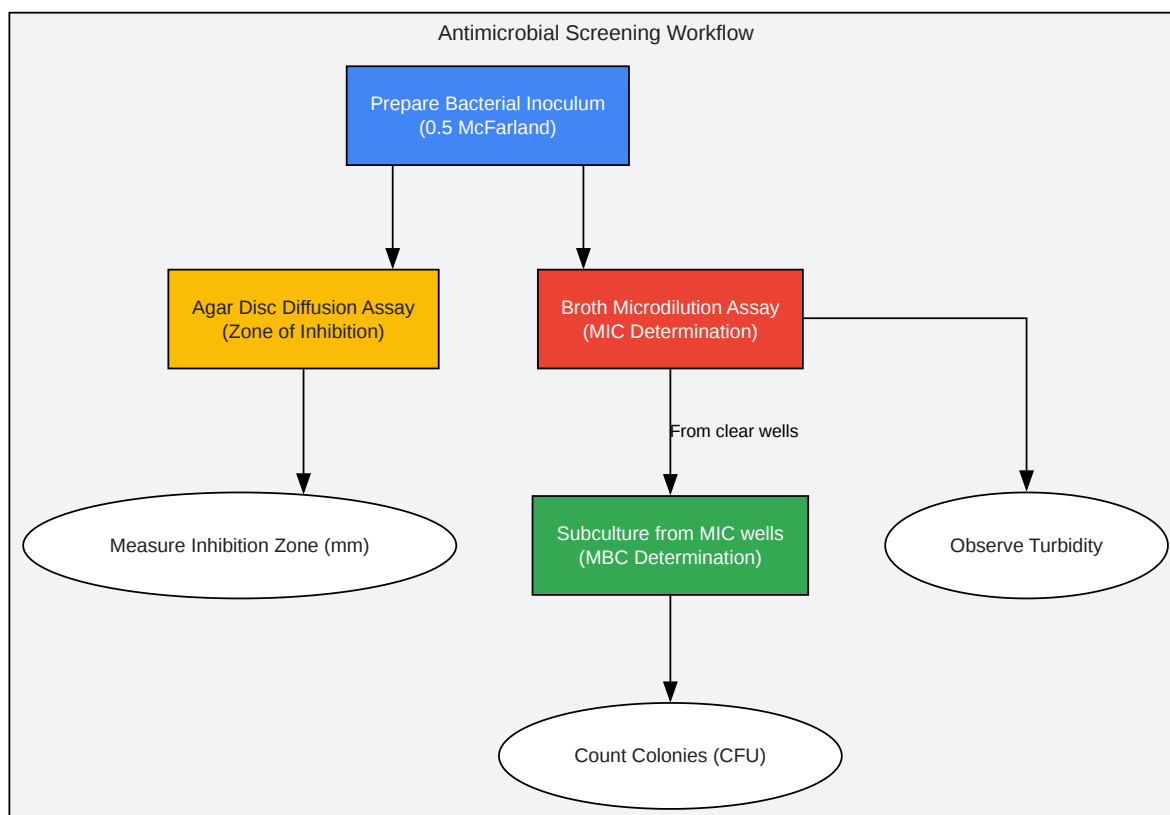 Antimicrobial Screening Workflow
Prepare Bacterial Inoculum
(0.5 McFarland)
Agar Disc Diffusion Assay
(Zone of Inhibition)
Broth Microdilution Assay
(MIC Determination)
From clear wells
Measure Inhibition Zone (mm)
Subculture from MIC wells
(MBC Determination)
Observe Turbidity
Count Colonies (CFU)